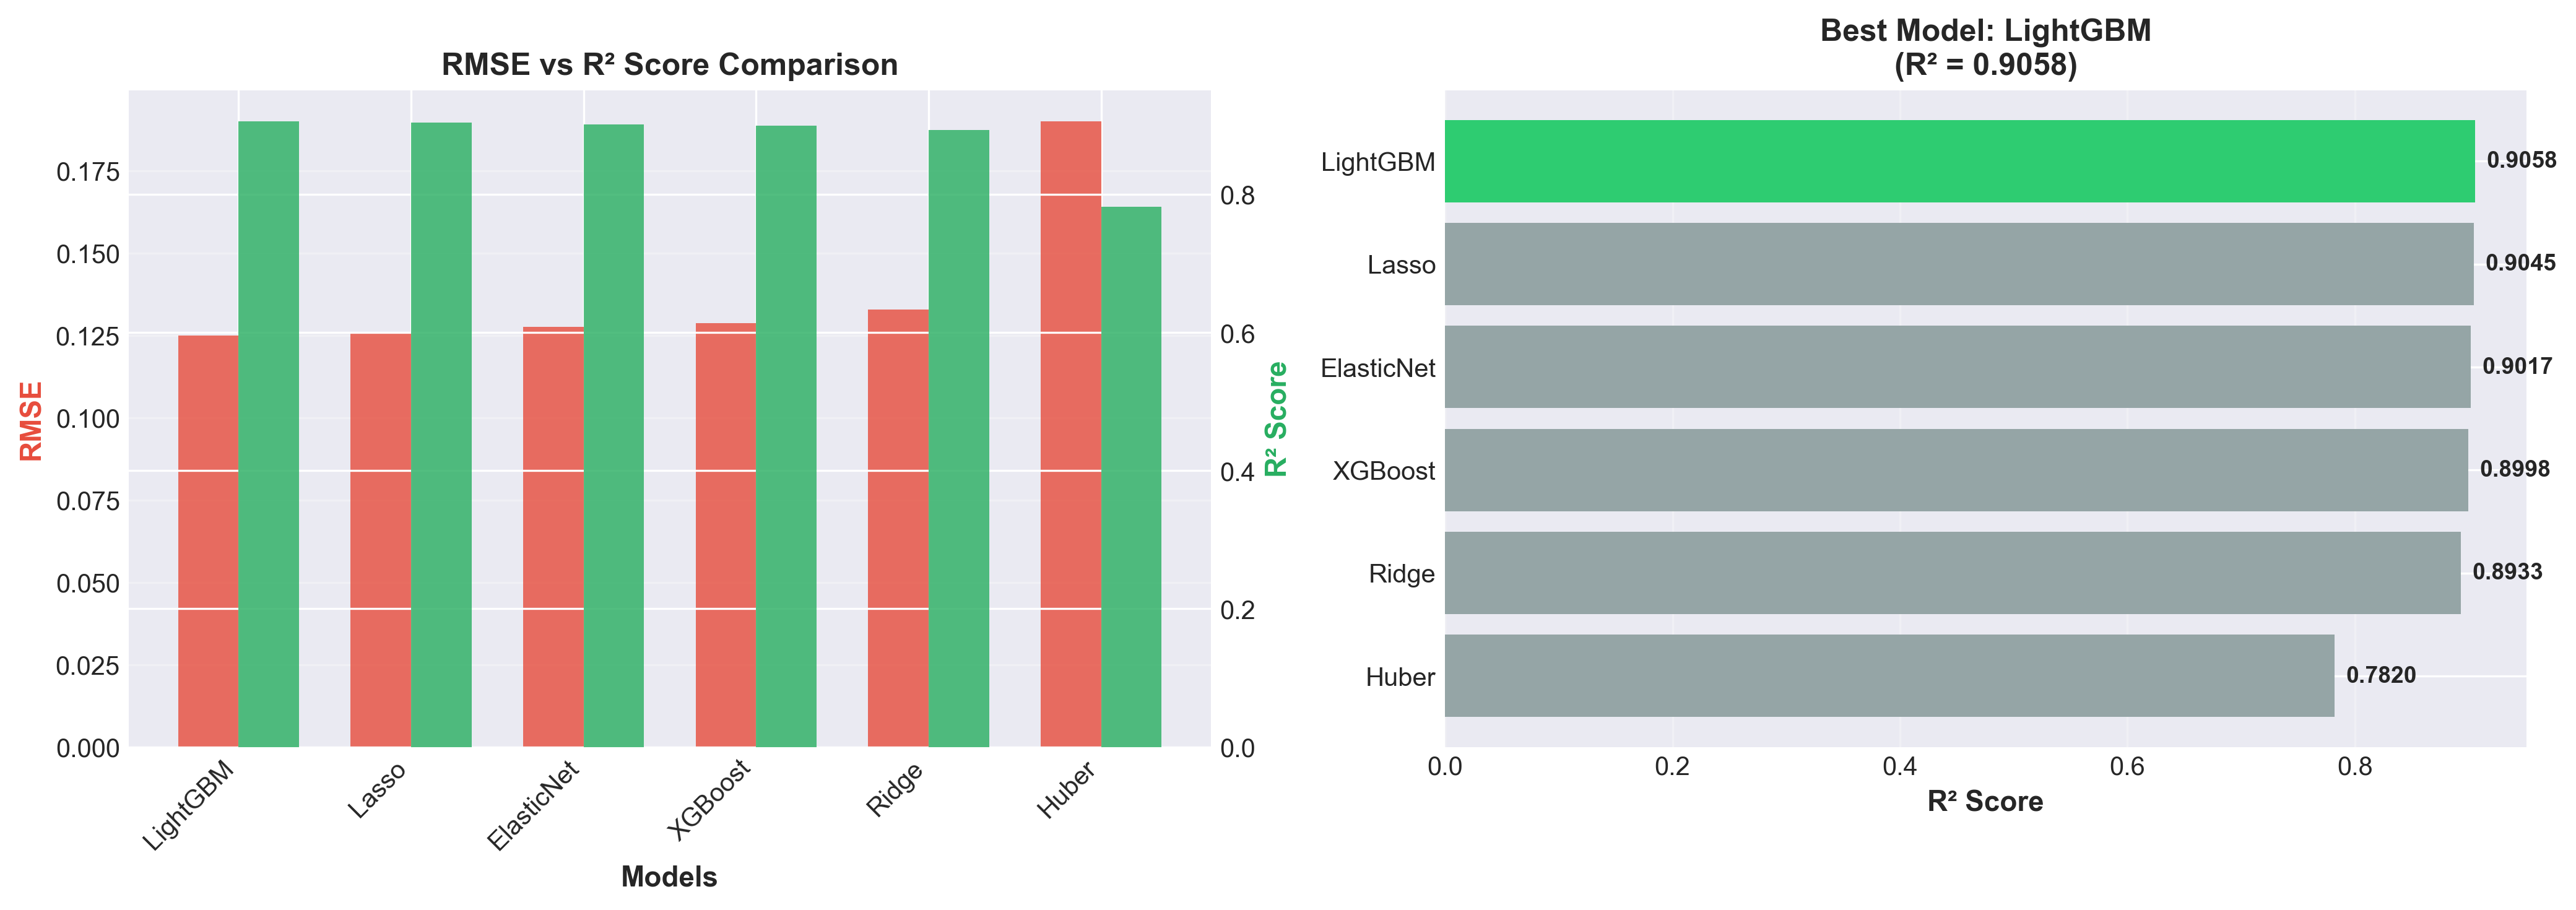 RMSE vs R² Score Comparison
RMSE
0.175
0.150
0.125
0.100
0.075
0.050
0.025
0.000
0.8
0.6
0.4
0.2
0.0
R² Score
LightGBM
Lasso
ElasticNet
XGBoost
Ridge
Huber
Models
Best Model: LightGBM
(R² = 0.9058)
LightGBM 0.9058
Lasso 0.9045
ElasticNet 0.9017
XGBoost 0.8998
Ridge 0.8933
Huber 0.7820
0.0 0.2 0.4 0.6 0.8
R² Score